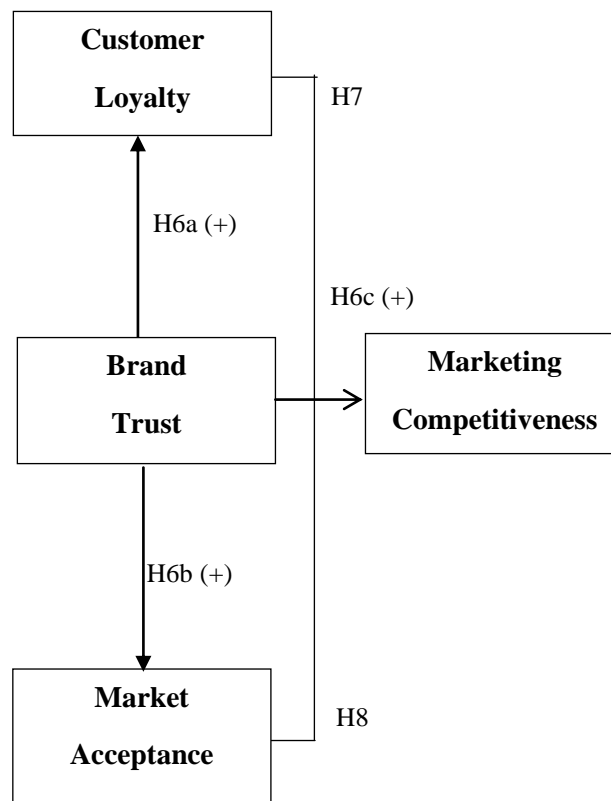 Customer
Loyalty
H7
H6a (+)
H6c (+)
Brand
Trust
Marketing
Competitiveness
H6b (+)
Market
Acceptance
H8